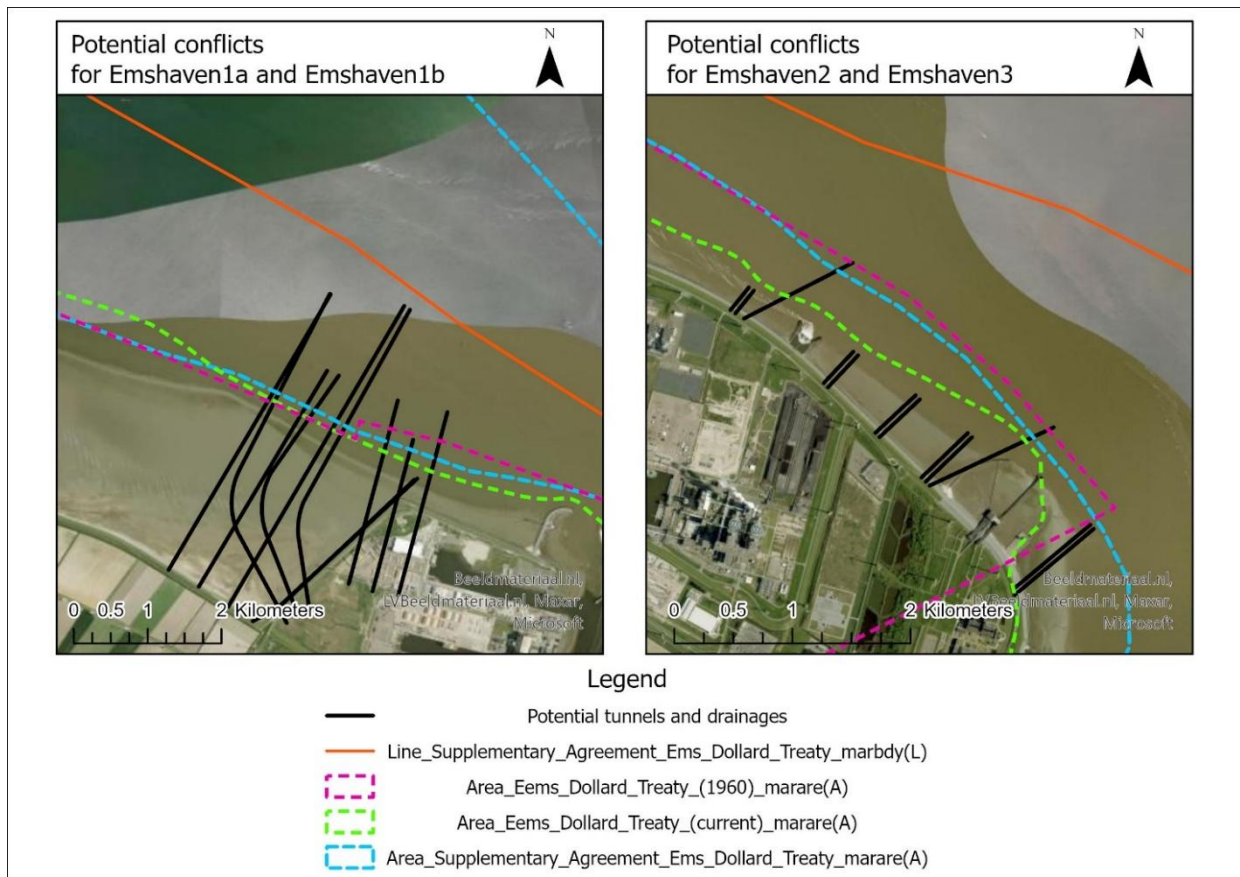 Potential conflicts
for Emshaven1a and Emshaven1b
N
Beeldmateriaal.nl,
LVBeeldmateriaal.nl, Maxar,
Microsoft
0 0.5 1 2 Kilometers
Potential conflicts
for Emshaven2 and Emshaven3
N
Beeldmateriaal.nl,
LVBeeldmateriaal.nl, Maxar,
Microsoft
0 0.5 1 2 Kilometers
Legend
Potential tunnels and drainages
Line_Supplementary_Agreement_Ems_Dollard_Treaty_marbdy(L)
Area_Eems_Dollard_Treaty_(1960)_marare(A)
Area_Eems_Dollard_Treaty_(current)_marare(A)
Area_Supplementary_Agreement_Ems_Dollard_Treaty_marare(A)